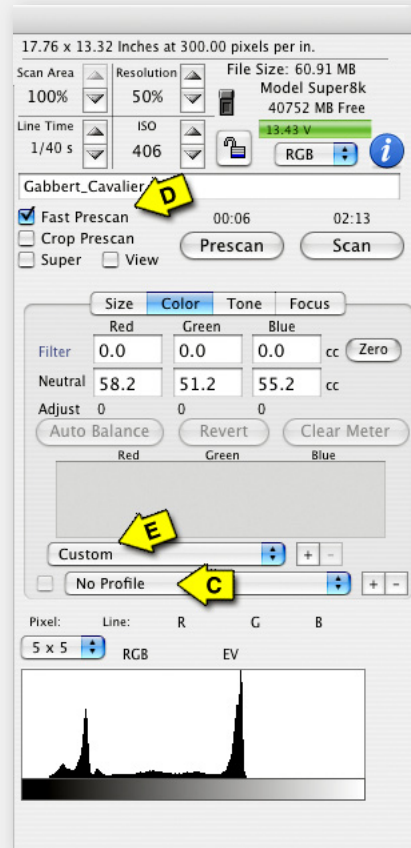 17.76 x 13.32 Inches at 300.00 pixels per in.
Scan Area Resolution File Size: 60.91 MB
100% 50% Model Super8k
40752 MB Free
Line Time ISO 13.43 V
1/40 s 406 RGB i
Gabbert_Cavalier
D
Fast Prescan 00:06 02:13
Crop Prescan Prescan Scan
Super View
Size Color Tone Focus
Red Green Blue
Filter 0.0 0.0 0.0 cc Zero
Neutral 58.2 51.2 55.2 cc
Adjust 0 0 0
Auto Balance Revert Clear Meter
Red Green Blue
E
Custom + -
No Profile C + -
Pixel: Line: R G B
5 x 5 RGB EV